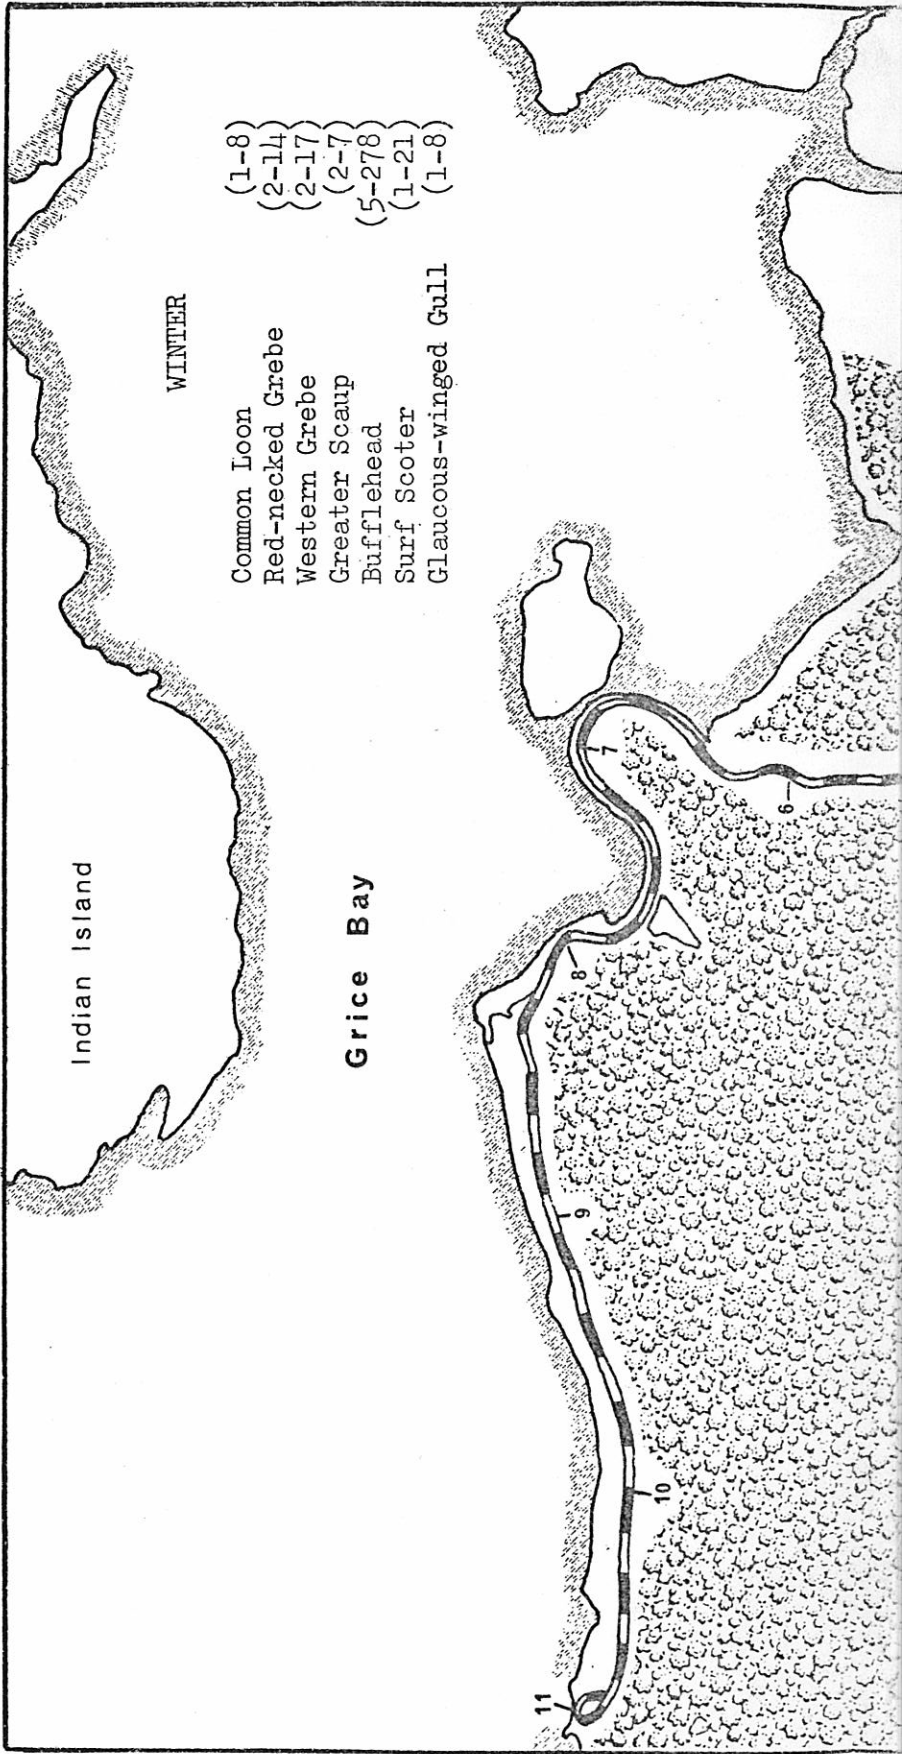 Indian Island
WINTER
Common Loon (1-8)
Red-necked Grebe (2-14)
Western Grebe (2-17)
Greater Scaup (2-7)
Bufflehead (5-278)
Surf Scoter (1-21)
Glaucous-winged Gull (1-8)
Grice Bay
11
10
9
8
7
6